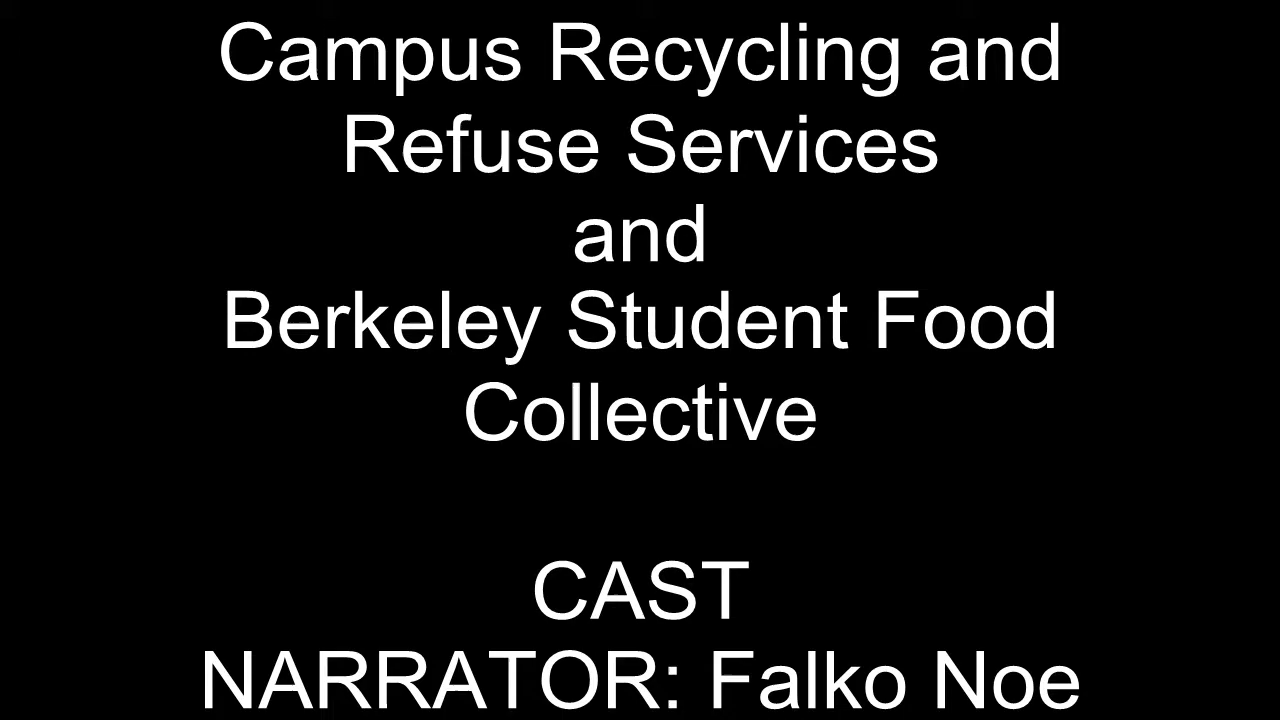 Campus Recycling and
Refuse Services
and
Berkeley Student Food
Collective
CAST
NARRATOR: Falko Noe